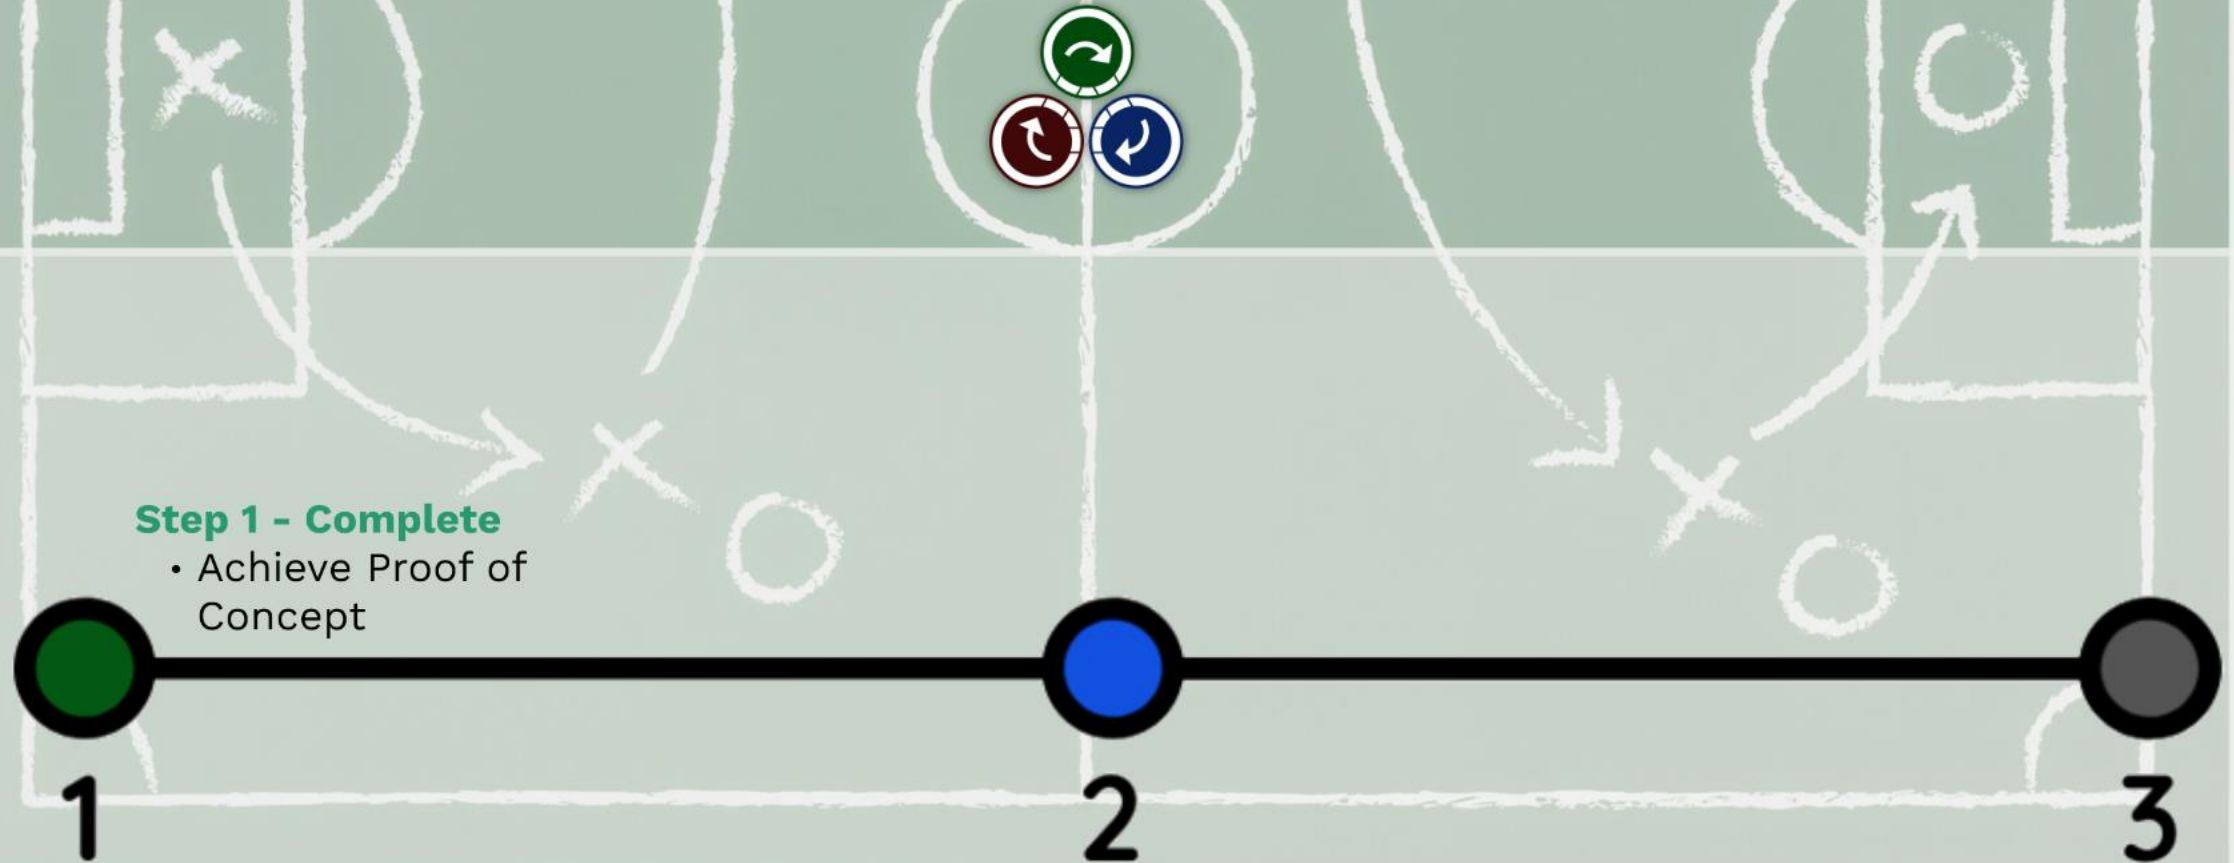 Step 1 - Complete
• Achieve Proof of
Concept
1 2 3